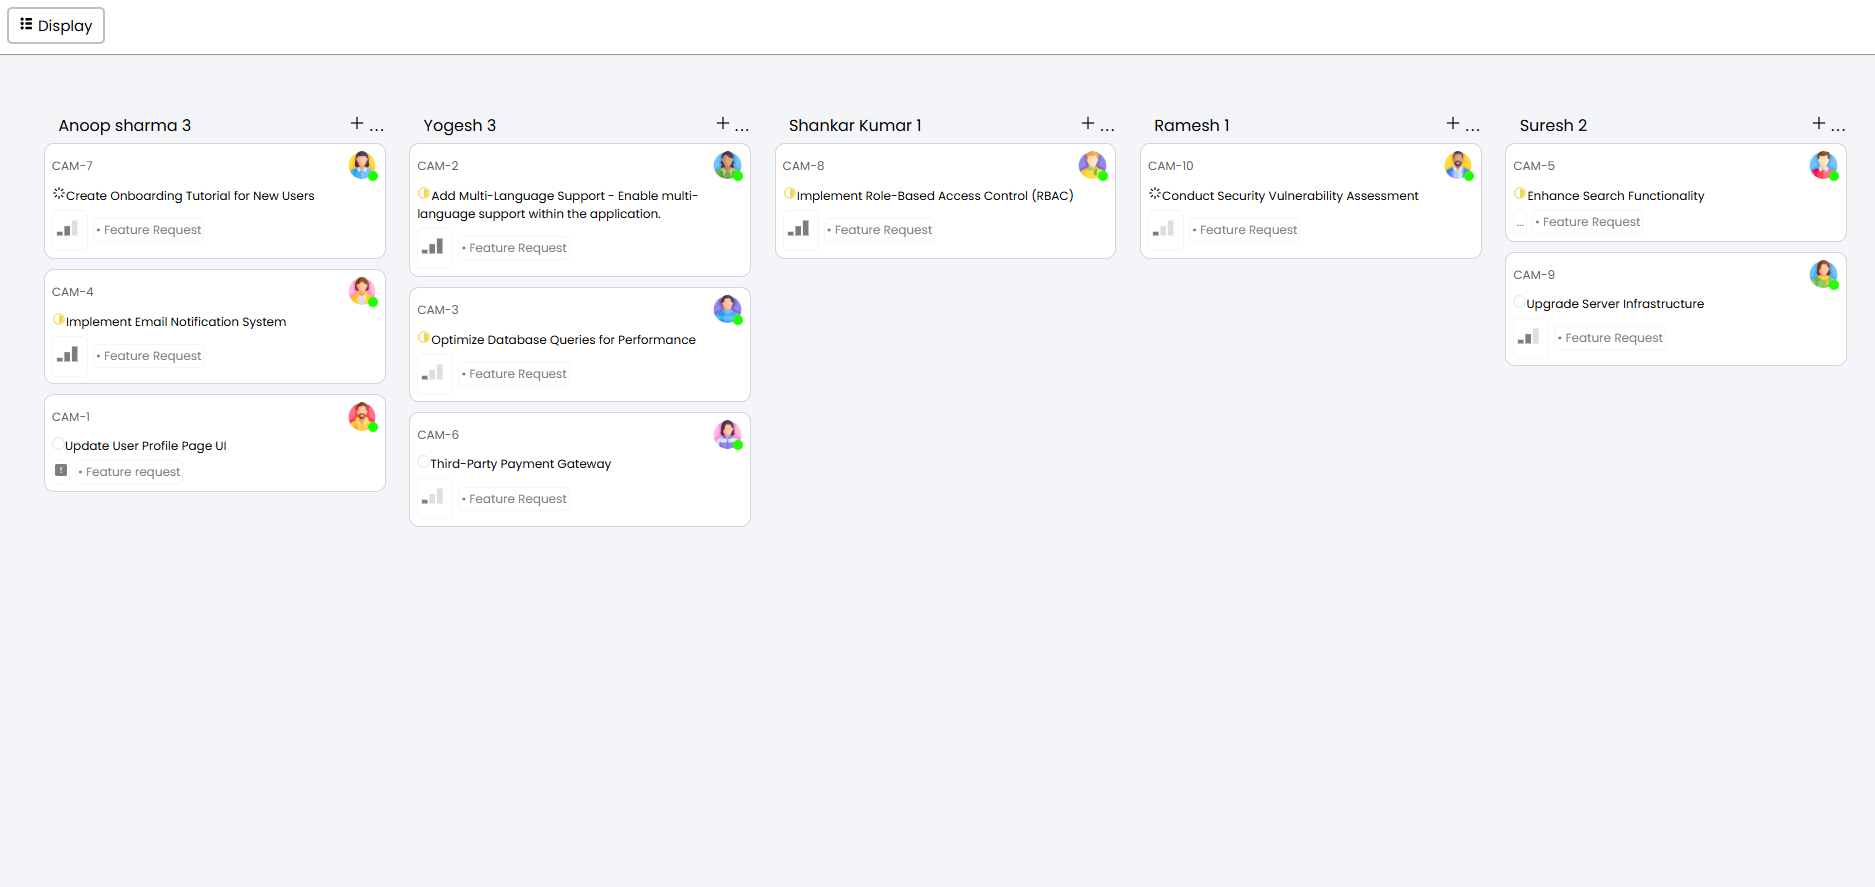 Display
Anoop sharma 3
+ ...
CAM-7
Create Onboarding Tutorial for New Users
• Feature Request
CAM-4
Implement Email Notification System
• Feature Request
CAM-1
Update User Profile Page UI
! • Feature request
Yogesh 3
+ ...
CAM-2
Add Multi-Language Support - Enable multi-
language support within the application.
• Feature Request
CAM-3
Optimize Database Queries for Performance
• Feature Request
CAM-6
Third-Party Payment Gateway
• Feature Request
Shankar Kumar 1
+ ...
CAM-8
Implement Role-Based Access Control (RBAC)
• Feature Request
Ramesh 1
+ ...
CAM-10
Conduct Security Vulnerability Assessment
• Feature Request
Suresh 2
+ ...
CAM-5
Enhance Search Functionality
... • Feature Request
CAM-9
Upgrade Server Infrastructure
• Feature Request